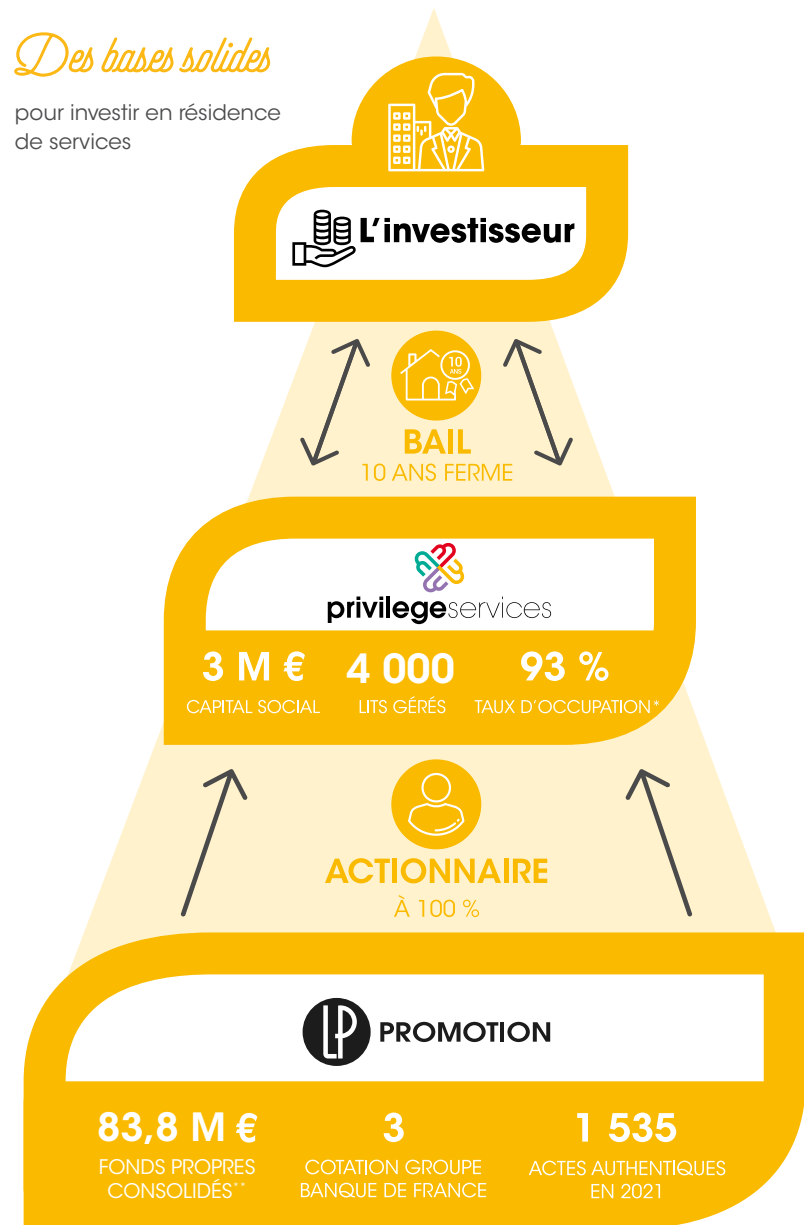 Des bases solides
pour investir en résidence
de services
L'investisseur
10
ANS
BAIL
10 ANS FERME
privilegeservices
3 M € 4 000 93 %
CAPITAL SOCIAL LITS GÉRÉS TAUX D'OCCUPATION*
ACTIONNAIRE
À 100 %
LP PROMOTION
83,8 M € 3 1 535
FONDS PROPRES COTATION GROUPE ACTES AUTHENTIQUES
CONSOLIDÉS** BANQUE DE FRANCE EN 2021